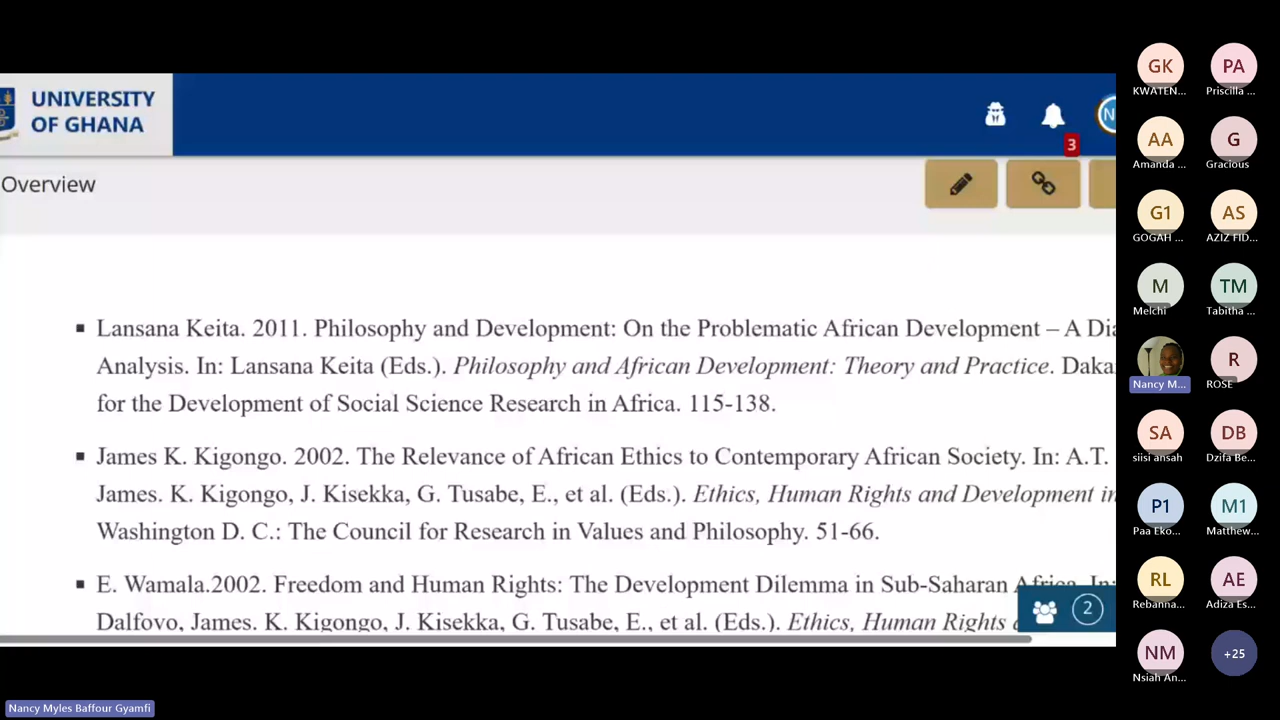 UNIVERSITY
OF GHANA
3
Overview
Lansana Keita. 2011. Philosophy and Development: On the Problematic African Development – A Dia
Analysis. In: Lansana Keita (Eds.). Philosophy and African Development: Theory and Practice. Daka
for the Development of Social Science Research in Africa. 115-138.
James K. Kigongo. 2002. The Relevance of African Ethics to Contemporary African Society. In: A.T.
James. K. Kigongo, J. Kisekka, G. Tusabe, E., et al. (Eds.). Ethics, Human Rights and Development in
Washington D. C.: The Council for Research in Values and Philosophy. 51-66.
E. Wamala.2002. Freedom and Human Rights: The Development Dilemma in Sub-Saharan Africa. In:
Dalfovo, James. K. Kigongo, J. Kisekka, G. Tusabe, E., et al. (Eds.). Ethics, Human Rights
2
GK PA
KWATEN... Priscilla ...
AA G
Amanda ... Gracious
G1 AS
GOGAH ... AZIZ FID...
M TM
Melchi Tabitha ...
R
Nancy M... ROSE
SA DB
siisi ansah Dzifa Be...
P1 M1
Paa Eko... Matthew...
RL AE
Rebanna... Adiza Es...
NM +25
Nsiah An...
Nancy Myles Baffour Gyamfi